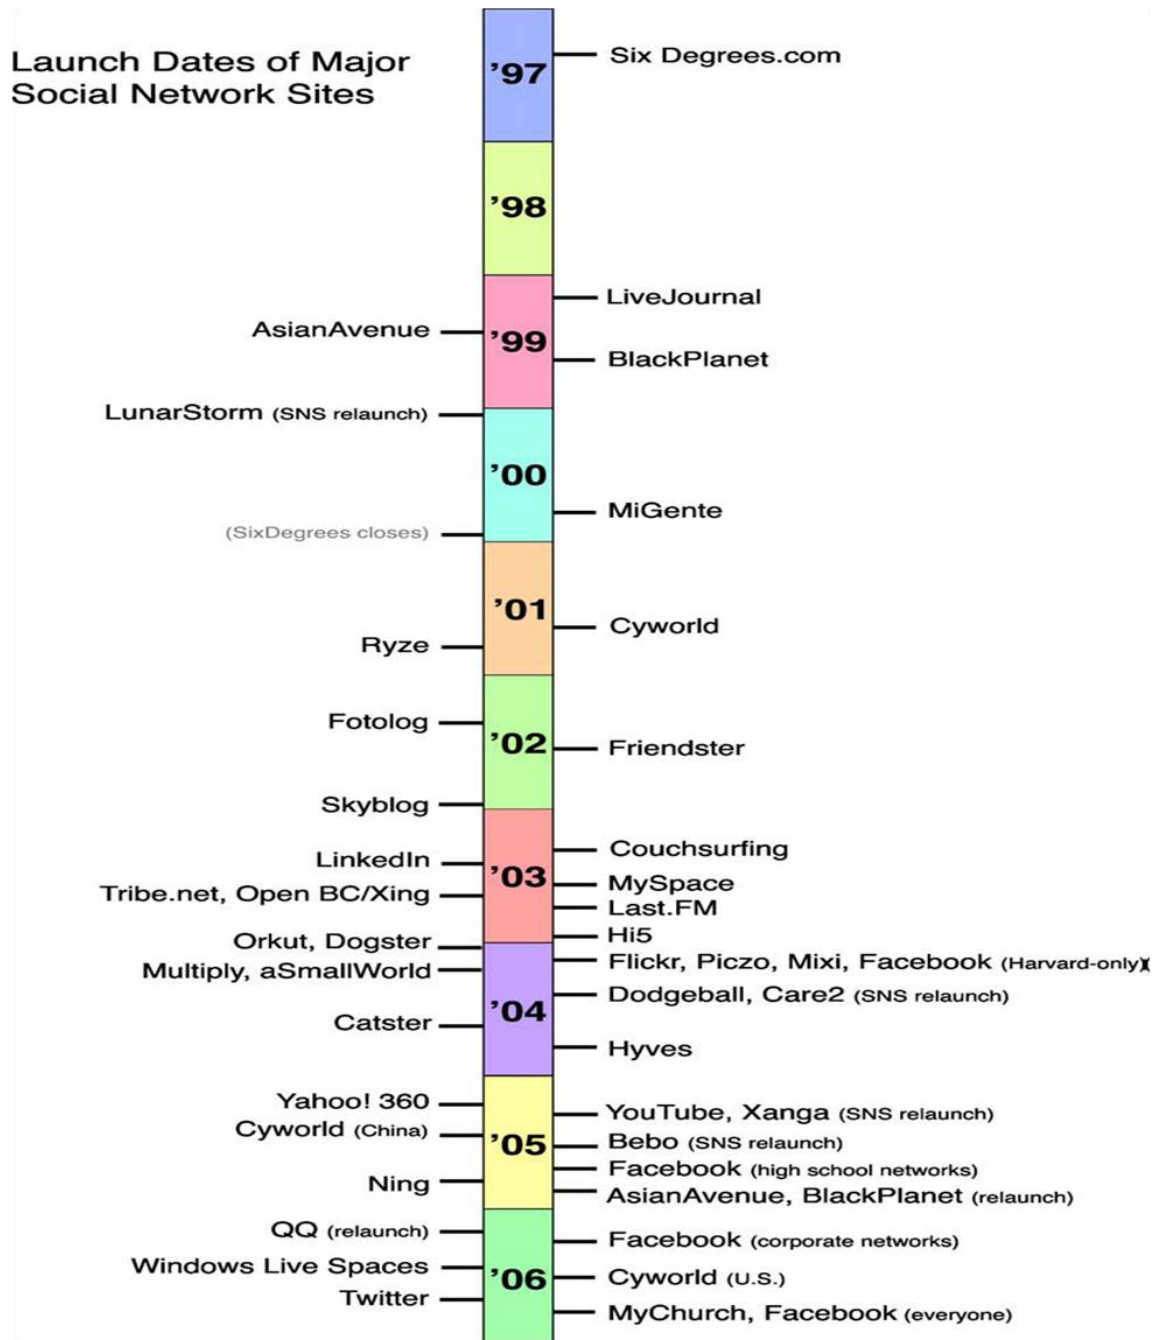 Launch Dates of Major
Social Network Sites
'97
Six Degrees.com
'98
'99
LiveJournal
AsianAvenue
BlackPlanet
'00
LunarStorm (SNS relaunch)
MiGente
(SixDegrees closes)
'01
Cyworld
Ryze
'02
Fotolog
Friendster
Skyblog
'03
Couchsurfing
LinkedIn
MySpace
Tribe.net, Open BC/Xing
Last.FM
Hi5
'04
Orkut, Dogster
Flickr, Piczo, Mixi, Facebook (Harvard-only)
Multiply, aSmallWorld
Dodgeball, Care2 (SNS relaunch)
Catster
Hyves
'05
Yahoo! 360
YouTube, Xanga (SNS relaunch)
Cyworld (China)
Bebo (SNS relaunch)
Facebook (high school networks)
Ning
AsianAvenue, BlackPlanet (relaunch)
'06
QQ (relaunch)
Facebook (corporate networks)
Windows Live Spaces
Cyworld (U.S.)
Twitter
MyChurch, Facebook (everyone)